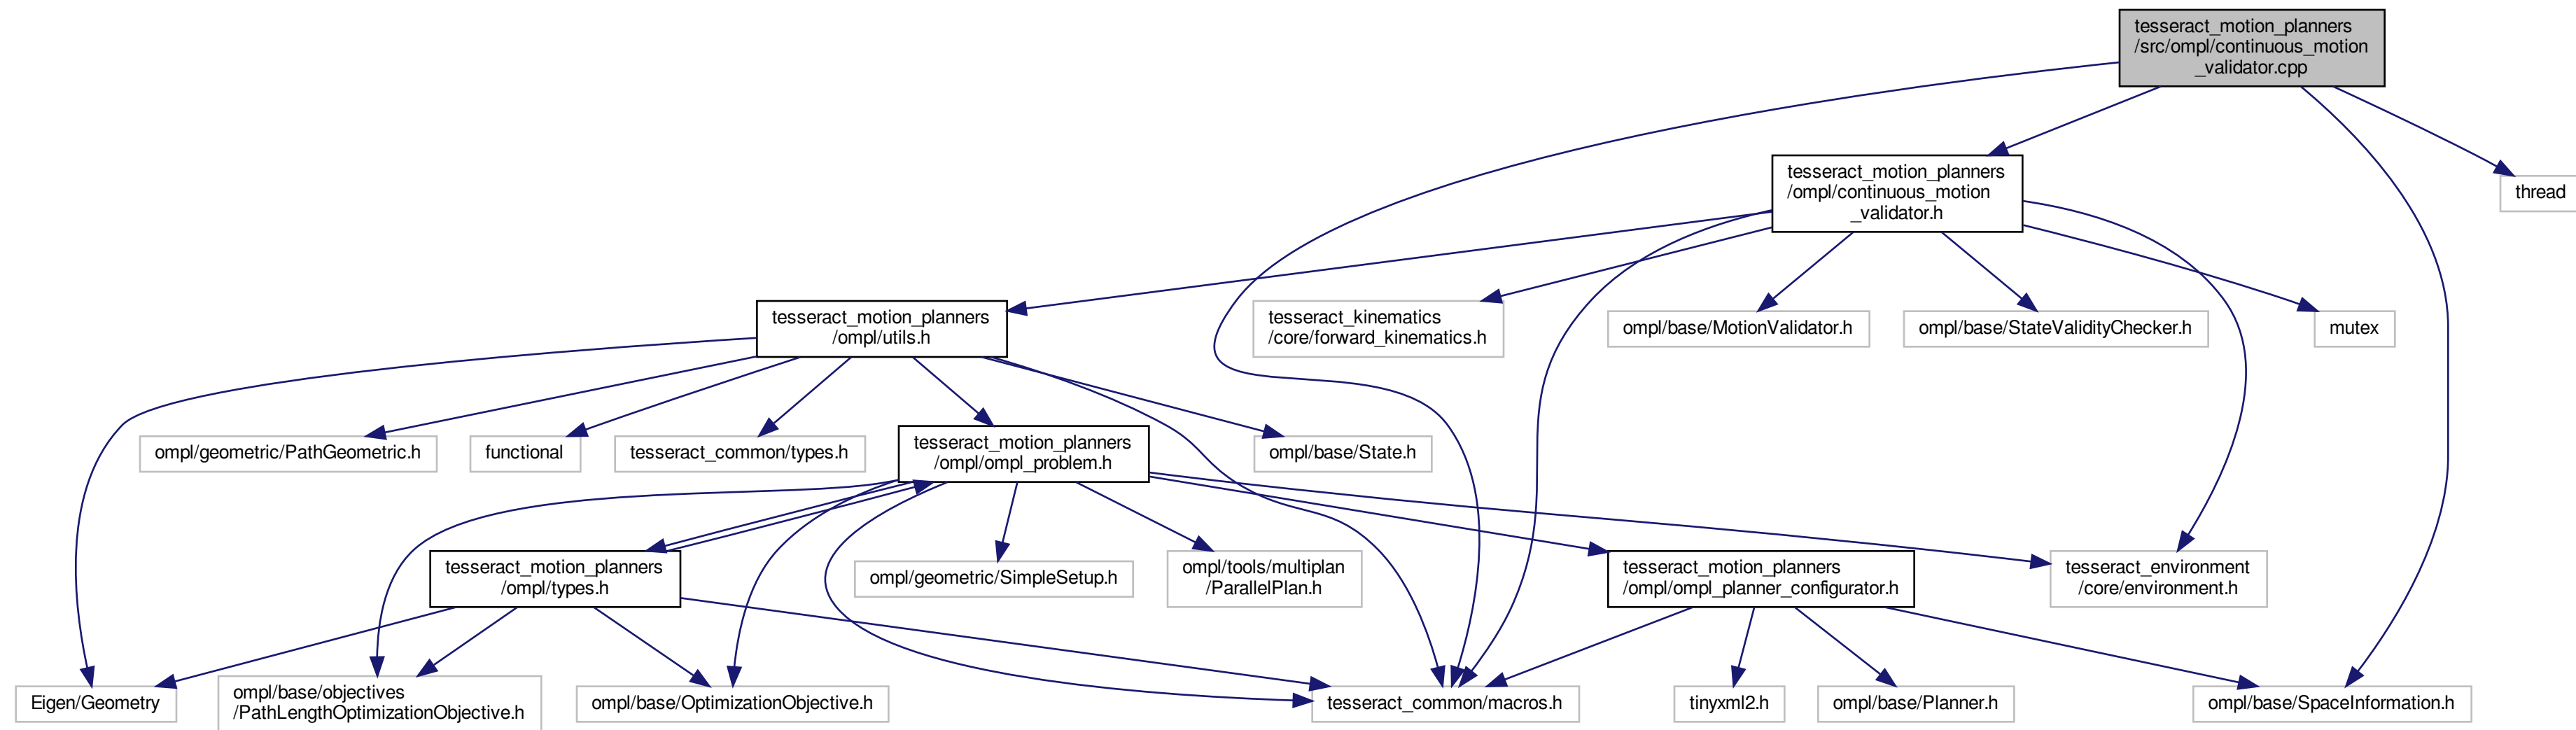 tesseract_motion_planners
/src/ompl/continuous_motion
_validator.cpp
tesseract_motion_planners
/ompl/continuous_motion
_validator.h
thread
tesseract_motion_planners
/ompl/utils.h
tesseract_kinematics
/core/forward_kinematics.h
ompl/base/MotionValidator.h
ompl/base/StateValidityChecker.h
mutex
ompl/geometric/PathGeometric.h
functional
tesseract_common/types.h
tesseract_motion_planners
/ompl/ompl_problem.h
ompl/base/State.h
tesseract_motion_planners
/ompl/types.h
ompl/geometric/SimpleSetup.h
ompl/tools/multiplan
/ParallelPlan.h
tesseract_motion_planners
/ompl/ompl_planner_configurator.h
tesseract_environment
/core/environment.h
Eigen/Geometry
ompl/base/objectives
/PathLengthOptimizationObjective.h
ompl/base/OptimizationObjective.h
tesseract_common/macros.h
tinyxml2.h
ompl/base/Planner.h
ompl/base/SpaceInformation.h